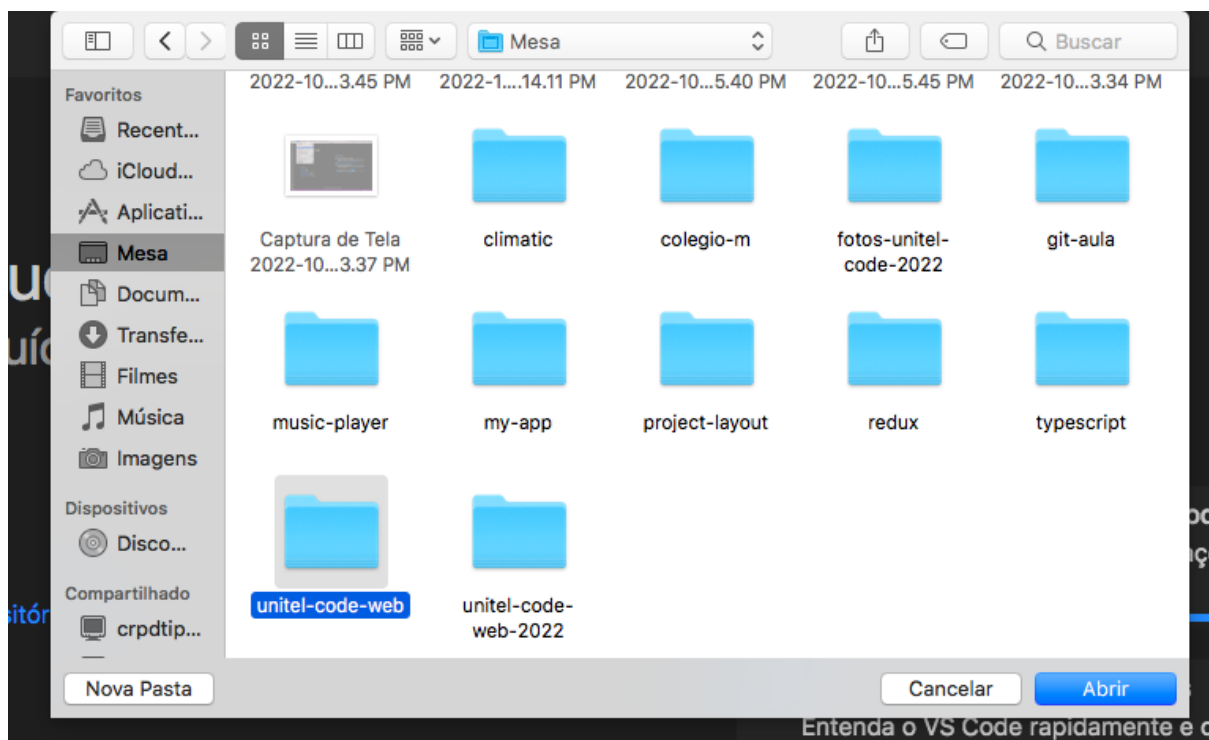 Mesa
Buscar
Favoritos
Recent...
iCloud...
Aplicati...
Mesa
Docum...
Transfe...
Filmes
Música
Imagens
Dispositivos
Disco...
Compartilhado
crpdtip...
2022-10...3.45 PM
2022-1....14.11 PM
2022-10...5.40 PM
2022-10...5.45 PM
2022-10...3.34 PM
Captura de Tela
2022-10...3.37 PM
climatic
colegio-m
fotos-unitel-
code-2022
git-aula
music-player
my-app
project-layout
redux
typescript
unitel-code-web
unitel-code-
web-2022
Nova Pasta
Cancelar
Abrir
Entenda o VS Code rapidamente e